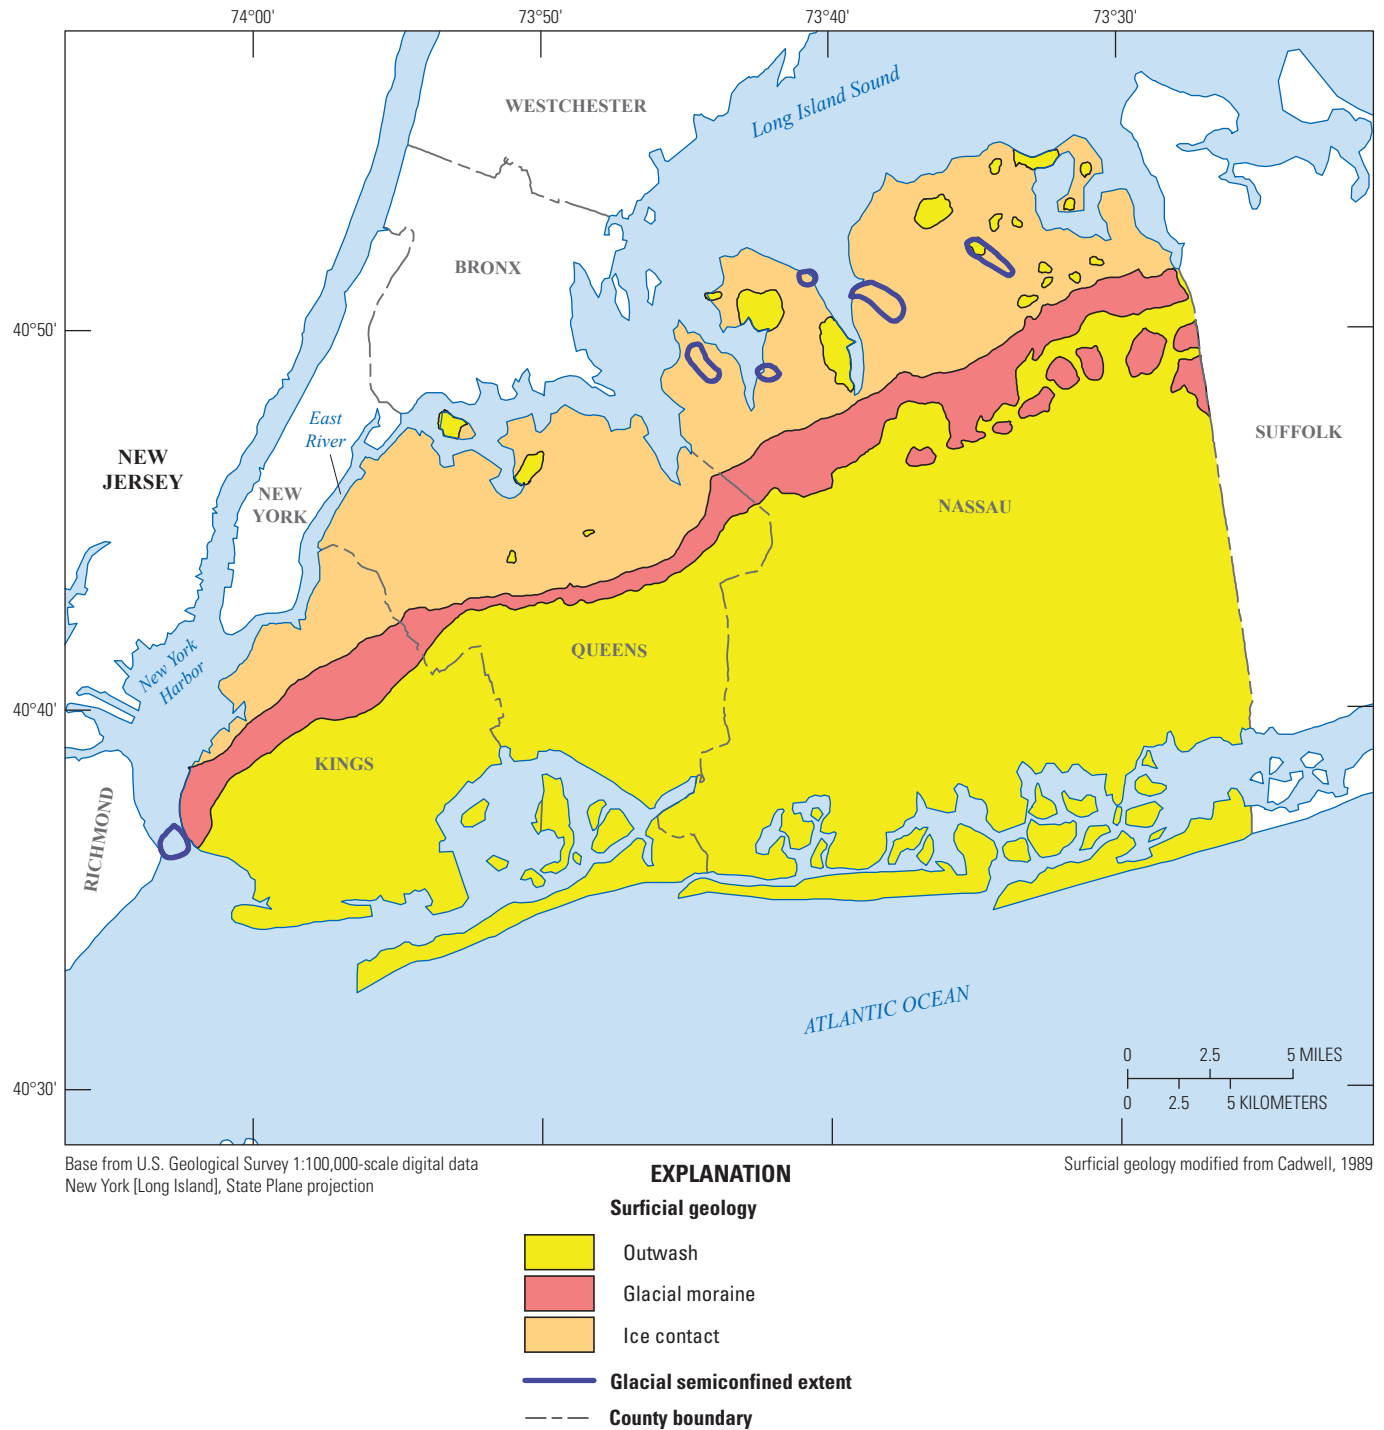 74°00' 73°50' 73°40' 73°30'
WESTCHESTER
Long Island Sound
BRONX
40°50'
East
River
NEW
JERSEY
NEW
YORK
SUFFOLK
NASSAU
QUEENS
New York
Harbor
40°40'
KINGS
RICHMOND
ATLANTIC OCEAN
0 2.5 5 MILES
0 2.5 5 KILOMETERS
40°30'
Base from U.S. Geological Survey 1:100,000-scale digital data
New York [Long Island], State Plane projection
Surficial geology modified from Cadwell, 1989
EXPLANATION
Surficial geology
Outwash
Glacial moraine
Ice contact
Glacial semiconfined extent
County boundary